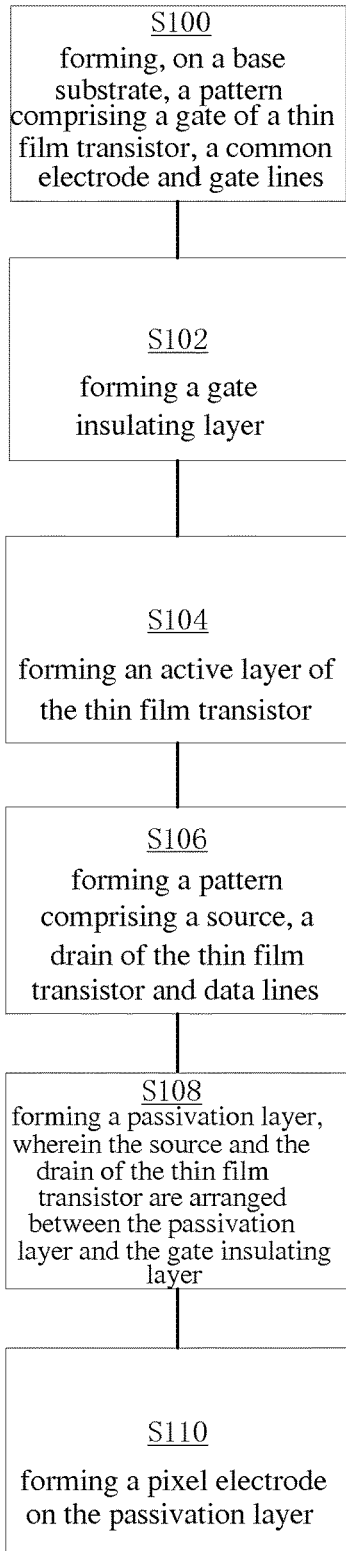 S100
forming, on a base
substrate, a pattern
comprising a gate of a thin
film transistor, a common
electrode and gate lines
S102
forming a gate
insulating layer
S104
forming an active layer of
the thin film transistor
S106
forming a pattern
comprising a source, a
drain of the thin film
transistor and data lines
S108
forming a passivation layer,
wherein the source and the
drain of the thin film
transistor are arranged
between the passivation
layer and the gate insulating
layer
S110
forming a pixel electrode
on the passivation layer